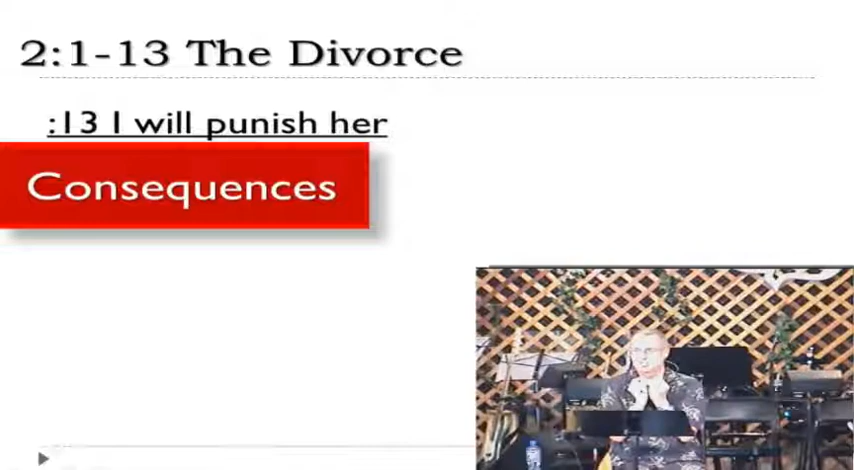 2:1-13 The Divorce
:13 I will punish her
Consequences